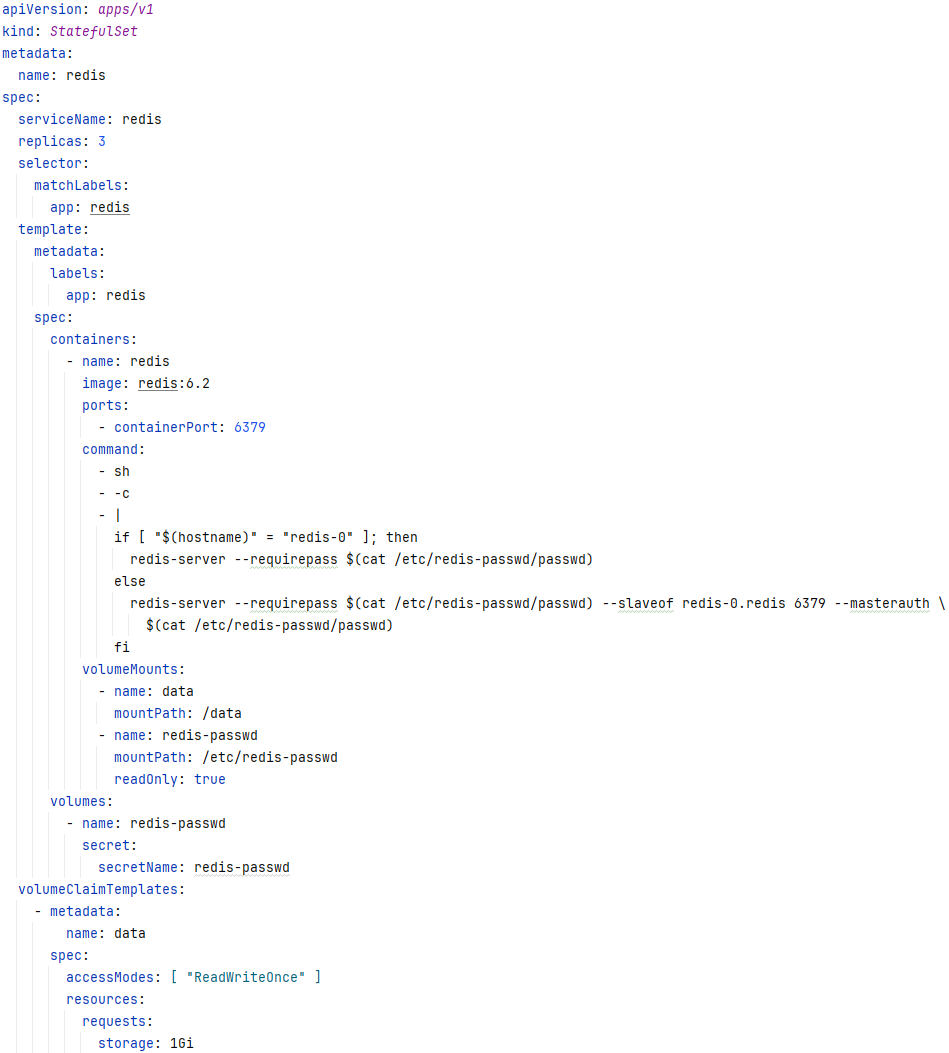 apiVersion: apps/v1
kind: StatefulSet
metadata:
  name: redis
spec:
  serviceName: redis
  replicas: 3
  selector:
    matchLabels:
      app: redis
  template:
    metadata:
      labels:
        app: redis
    spec:
      containers:
        - name: redis
          image: redis:6.2
          ports:
            - containerPort: 6379
          command:
            - sh
            - -c
            - |
              if [ "$(hostname)" = "redis-0" ]; then
                redis-server --requirepass $(cat /etc/redis-passwd/passwd)
              else
                redis-server --requirepass $(cat /etc/redis-passwd/passwd) --slaveof redis-0.redis 6379 --masterauth \
                  $(cat /etc/redis-passwd/passwd)
              fi
          volumeMounts:
            - name: data
              mountPath: /data
            - name: redis-passwd
              mountPath: /etc/redis-passwd
              readOnly: true
      volumes:
        - name: redis-passwd
          secret:
            secretName: redis-passwd
  volumeClaimTemplates:
    - metadata:
        name: data
      spec:
        accessModes: [ "ReadWriteOnce" ]
        resources:
          requests:
            storage: 1Gi